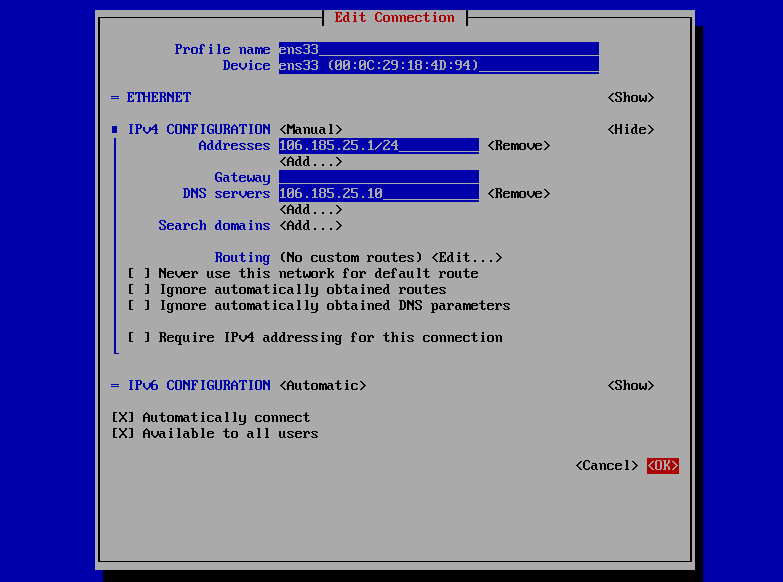 Edit Connection
Profile name ens33
Device ens33 (00:0C:29:18:4D:94)
= ETHERNET <Show>
IPv4 CONFIGURATION <Manual> <Hide>
Addresses 106.185.25.1/24 <Remove>
<Add...>
Gateway
DNS servers 106.185.25.10 <Remove>
<Add...>
Search domains <Add...>
Routing (No custom routes) <Edit...>
[ ] Never use this network for default route
[ ] Ignore automatically obtained routes
[ ] Ignore automatically obtained DNS parameters
[ ] Require IPv4 addressing for this connection
= IPv6 CONFIGURATION <Automatic> <Show>
[X] Automatically connect
[X] Available to all users
<Cancel> <OK>